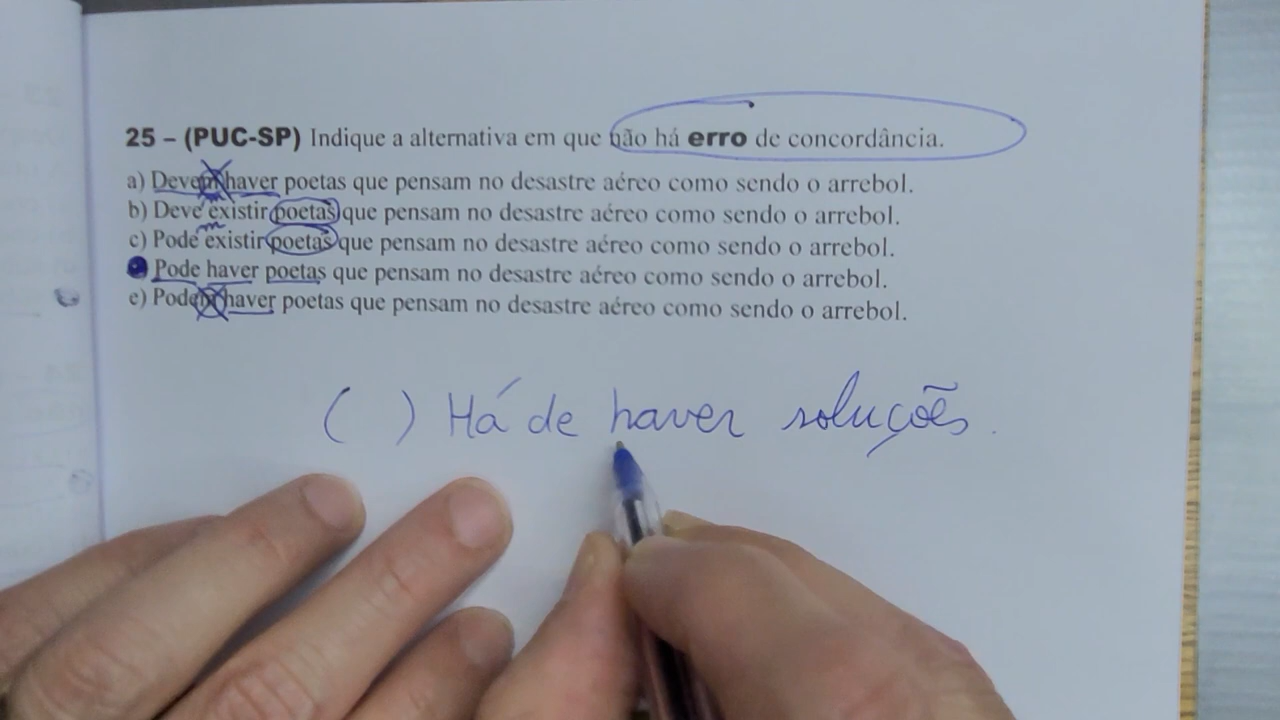 25 – (PUC-SP) Indique a alternativa em que não há erro de concordância.
a) Devem haver poetas que pensam no desastre aéreo como sendo o arrebol.
b) Deve existir poetas que pensam no desastre aéreo como sendo o arrebol.
m
c) Pode existir poetas que pensam no desastre aéreo como sendo o arrebol.
Pode haver poetas que pensam no desastre aéreo como sendo o arrebol.
e) Podem haver poetas que pensam no desastre aéreo como sendo o arrebol.
( ) Há de haver soluções.